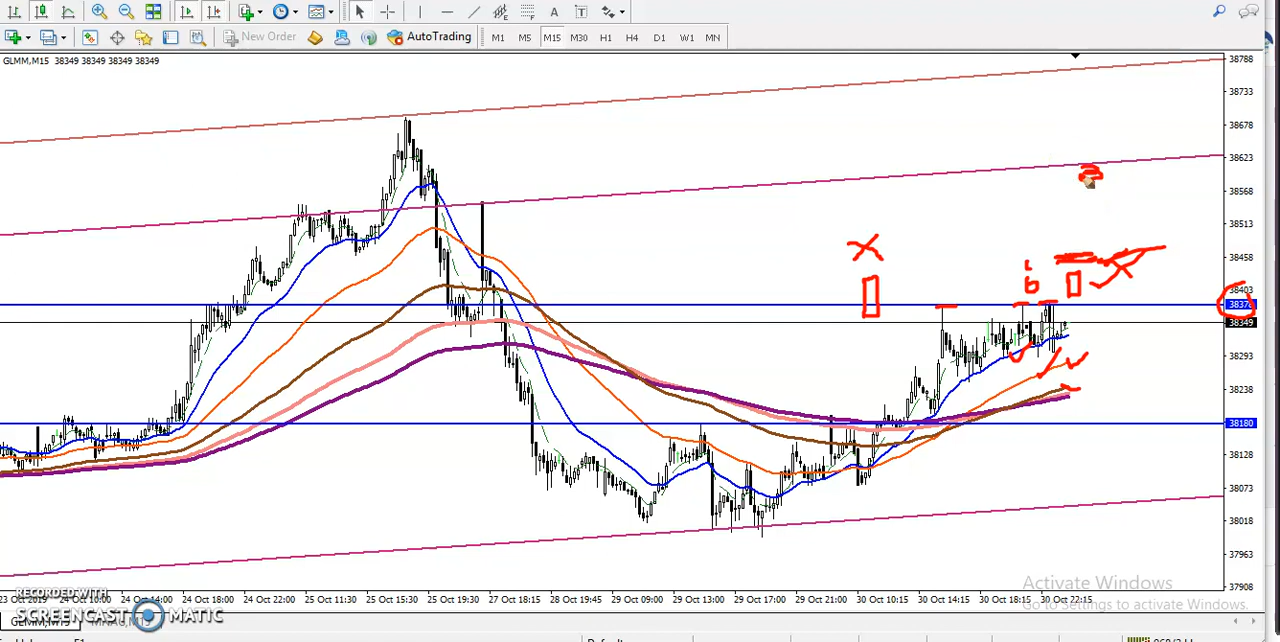 A T
New Order AutoTrading M1 M5 M15 M30 H1 H4 D1 W1 MN
GLMM,M15 38349 38349 38349 38349
38788
38733
38678
38623
38568
38513
38458
38403
38349
38293
38238
38180
38128
38073
38018
37963
37908
24 Oct 14:00 24 Oct 18:00 24 Oct 22:00 25 Oct 11:30 25 Oct 15:30 25 Oct 19:30 27 Oct 18:15 28 Oct 19:45 29 Oct 09:00 29 Oct 13:00 29 Oct 17:00 30 Oct 10:15 30 Oct 14:15 30 Oct 18:15 30 Oct 22:15
Activate Windows
Go to Settings to activate Windows.
RECORDED WITH
SCREENCAST MATIC